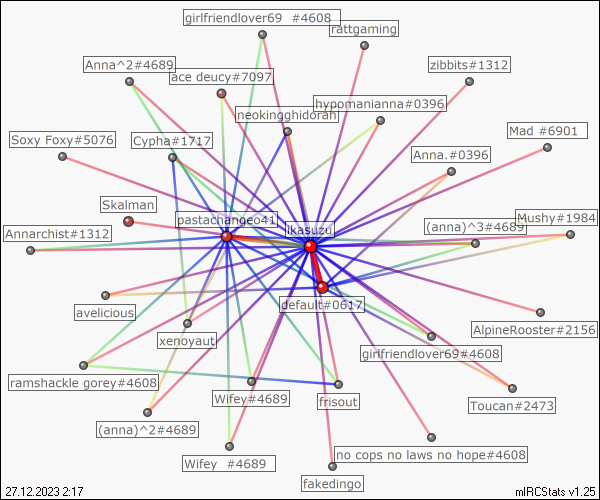 girlfriendlover69 #4608
rattgaming
Anna^2#4689
ace deucy#7097
zibbits#1312
hypomanianna#0396
neokingghidorah
Soxy Foxy#5076
Cypha#1717
Mad #6901
Anna.#0396
Skalman
pastachangeo41
ikasuzu
(anna)^3#4689
Mushy#1984
Annarchist#1312
default#0617
avelicious
AlpineRooster#2156
xenoyaut
girlfriendlover69#4608
ramshackle gorey#4608
Wifey#4689
frisout
Toucan#2473
(anna)^2#4689
no cops no laws no hope#4608
Wifey #4689
fakedingo
27.12.2023 2:17
mIRCStats v1.25